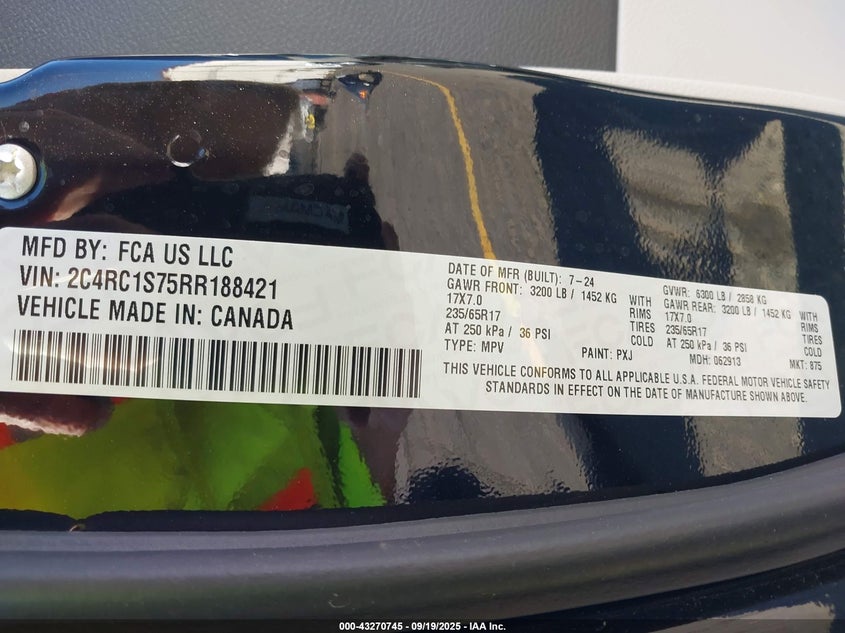 MFD BY: FCA US LLC
VIN: 2C4RC1S75RR188421
VEHICLE MADE IN: CANADA
DATE OF MFR (BUILT): 7-24 GVWR: 6300 LB / 2858 KG
GAWR FRONT: 3200 LB / 1452 KG WITH GAWR REAR: 3200 LB / 1452 KG WITH
17X7.0 RIMS 17X7.0 RIMS
235/65R17 TIRES 235/65R17 TIRES
AT 250 kPa / 36 PSI COLD AT 250 kPa / 36 PSI COLD
TYPE: MPV PAINT: PXJ MDH: 062913 MKT: 875
THIS VEHICLE CONFORMS TO ALL APPLICABLE U.S.A. FEDERAL MOTOR VEHICLE SAFETY
STANDARDS IN EFFECT ON THE DATE OF MANUFACTURE SHOWN ABOVE.
000-43270745 - 09/19/2025 - IAA Inc.